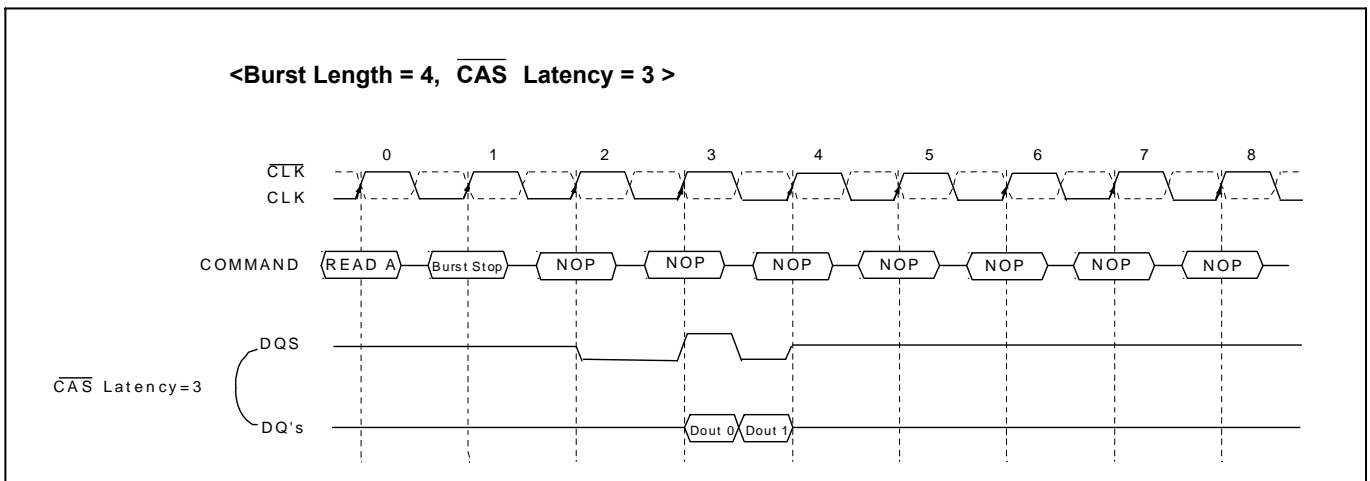 <Burst Length = 4, CAS Latency = 3 >
0 1 2 3 4 5 6 7 8
CLK
CLK
COMMAND READ A Burst Stop NOP NOP NOP NOP NOP NOP NOP
DQS
CAS Latency=3
DQ's Dout 0 Dout 1